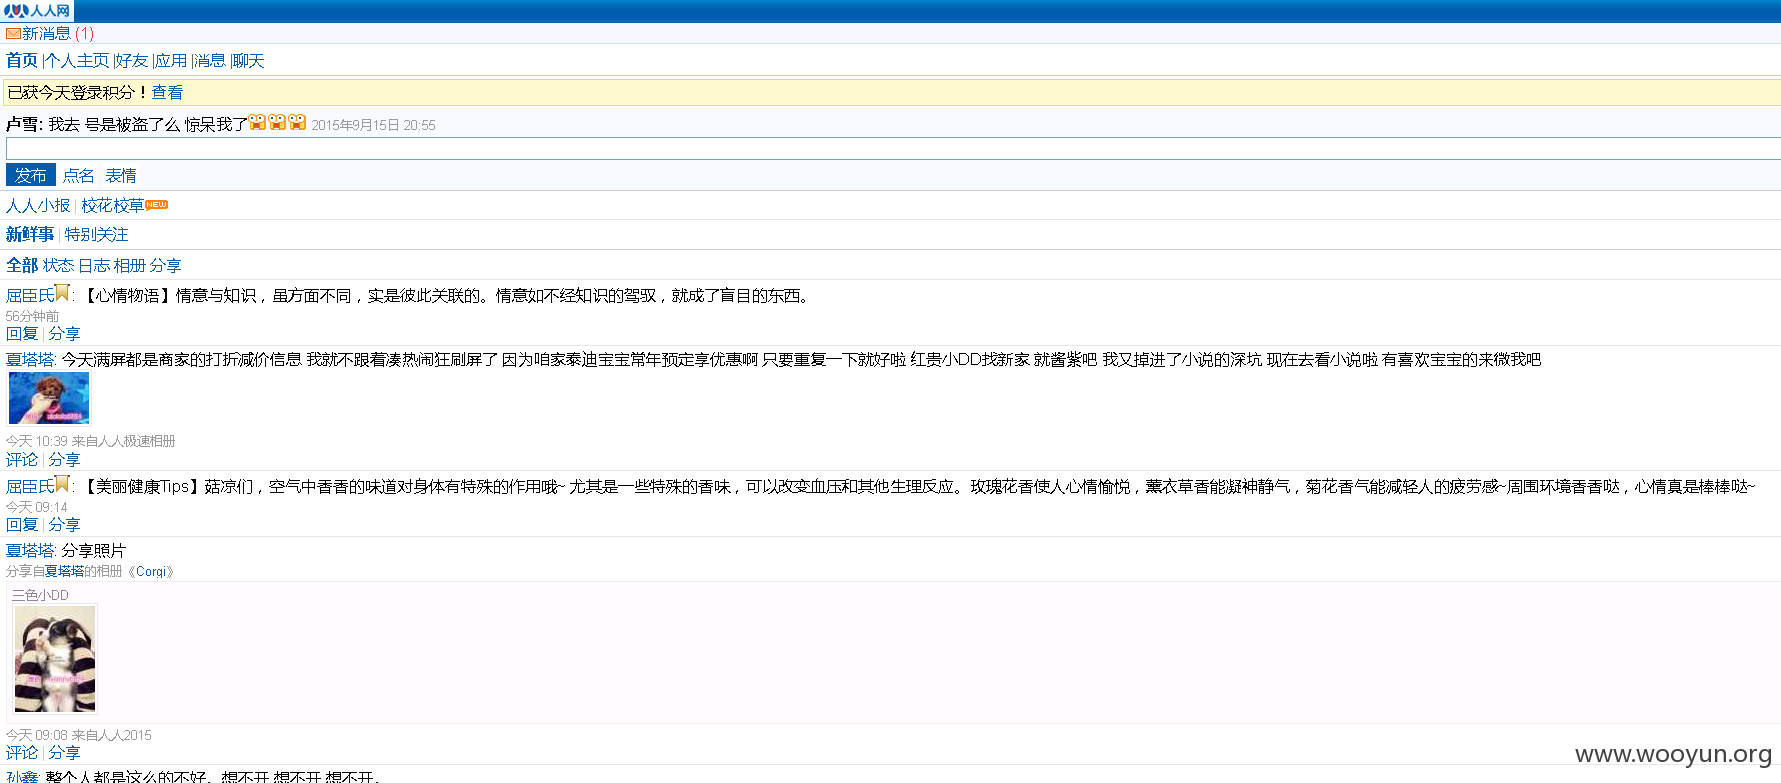 人人网
新消息 (1)
首页 |个人主页 |好友 |应用 |消息 |聊天
已获今天登录积分！查看
卢雪: 我去 号是被盗了么 惊呆我了 2015年9月15日 20:55
发布 点名 表情
人人小报 | 校花校草NEW
新鲜事 | 特别关注
全部 状态 日志 相册 分享
屈臣氏: 【心情物语】情意与知识，虽方面不同，实是彼此关联的。情意如不经知识的驾驭，就成了盲目的东西。
56分钟前
回复 | 分享
夏塔塔: 今天满屏都是商家的打折减价信息 我就不跟着凑热闹狂刷屏了 因为咱家泰迪宝宝常年预定享优惠啊 只要重复一下就好啦 红贵小DD找新家 就酱紫吧 我又掉进了小说的深坑 现在去看小说啦 有喜欢宝宝的来微我吧
今天 10:39 来自人人极速相册
评论 | 分享
屈臣氏: 【美丽健康Tips】菇凉们，空气中香香的味道对身体有特殊的作用哦~ 尤其是一些特殊的香味，可以改变血压和其他生理反应。玫瑰花香使人心情愉悦，薰衣草香能凝神静气，菊花香气能减轻人的疲劳感~周围环境香香哒，心情真是棒棒哒~
今天 09:14
回复 | 分享
夏塔塔: 分享照片
分享自夏塔塔的相册《Corgi》
三色小DD
今天 09:08 来自人人2015
评论 | 分享
孙鑫: 整个人都是这么的不好。想不开 想不开 想不开。
www.wooyun.org